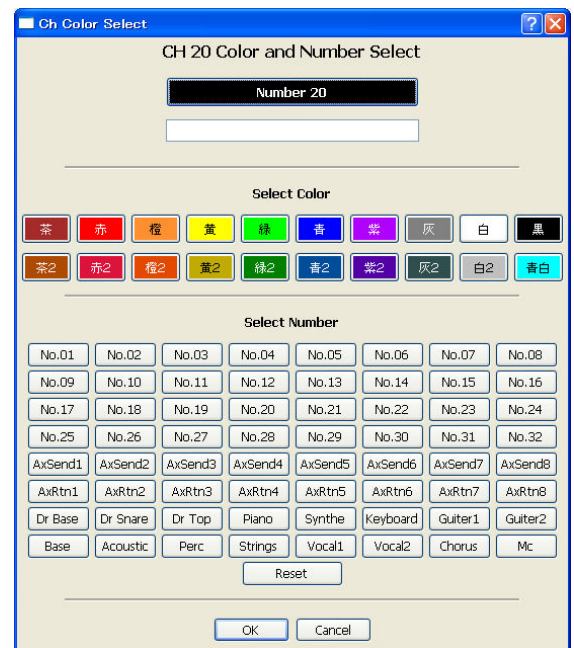 Ch Color Select
CH 20 Color and Number Select
Number 20
Select Color
茶 赤 橙 黄 緑 青 紫 灰 白 黒
茶2 赤2 橙2 黄2 緑2 青2 紫2 灰2 白2 青白
Select Number
No.01 No.02 No.03 No.04 No.05 No.06 No.07 No.08
No.09 No.10 No.11 No.12 No.13 No.14 No.15 No.16
No.17 No.18 No.19 No.20 No.21 No.22 No.23 No.24
No.25 No.26 No.27 No.28 No.29 No.30 No.31 No.32
AxSend1 AxSend2 AxSend3 AxSend4 AxSend5 AxSend6 AxSend7 AxSend8
AxRtn1 AxRtn2 AxRtn3 AxRtn4 AxRtn5 AxRtn6 AxRtn7 AxRtn8
Dr Base Dr Snare Dr Top Piano Synthe Keyboard Guiter1 Guiter2
Base Acoustic Perc Strings Vocal1 Vocal2 Chorus Mc
Reset
OK Cancel